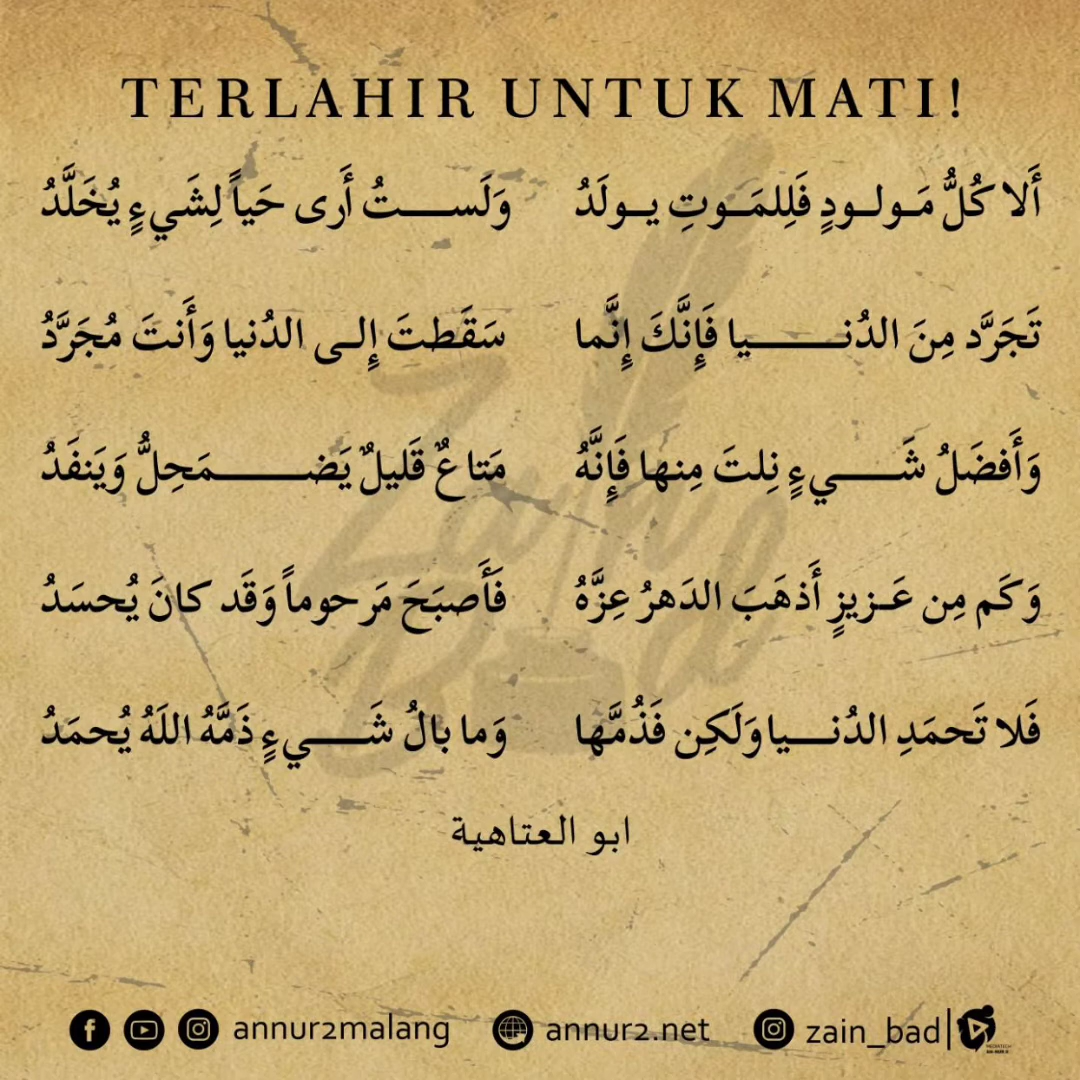 TERLAHIR UNTUK MATI!
أَلا كُلُّ مَولودٍ فَلِلمَوتِ يولَدُ وَلَستُ أَرى حَياً لِشَيءٍ يُخَلَّدُ
تَجَرَّد مِنَ الدُنيا فَإِنَّكَ إِنَّما سَقَطتَ إِلى الدُنيا وَأَنتَ مُجَرَّدُ
وَأَفضَلُ شَيءٍ نِلتَ مِنها فَإِنَّهُ مَتاعٌ قَليلٌ يَضمَحِلُّ وَيَنفَدُ
وَكَم مِن عَزيزٍ أَذهَبَ الدَهرُ عِزَّهُ فَأَصبَحَ مَرحوماً وَقَد كانَ يُحسَدُ
فَلا تَحمَدِ الدُنيا وَلَكِن فَذُمَّها وَما بالُ شَيءٍ ذَمَّهُ اللَهُ يُحمَدُ
ابو العتاهية
Zain Bad
annur2malang annur2.net zain_bad